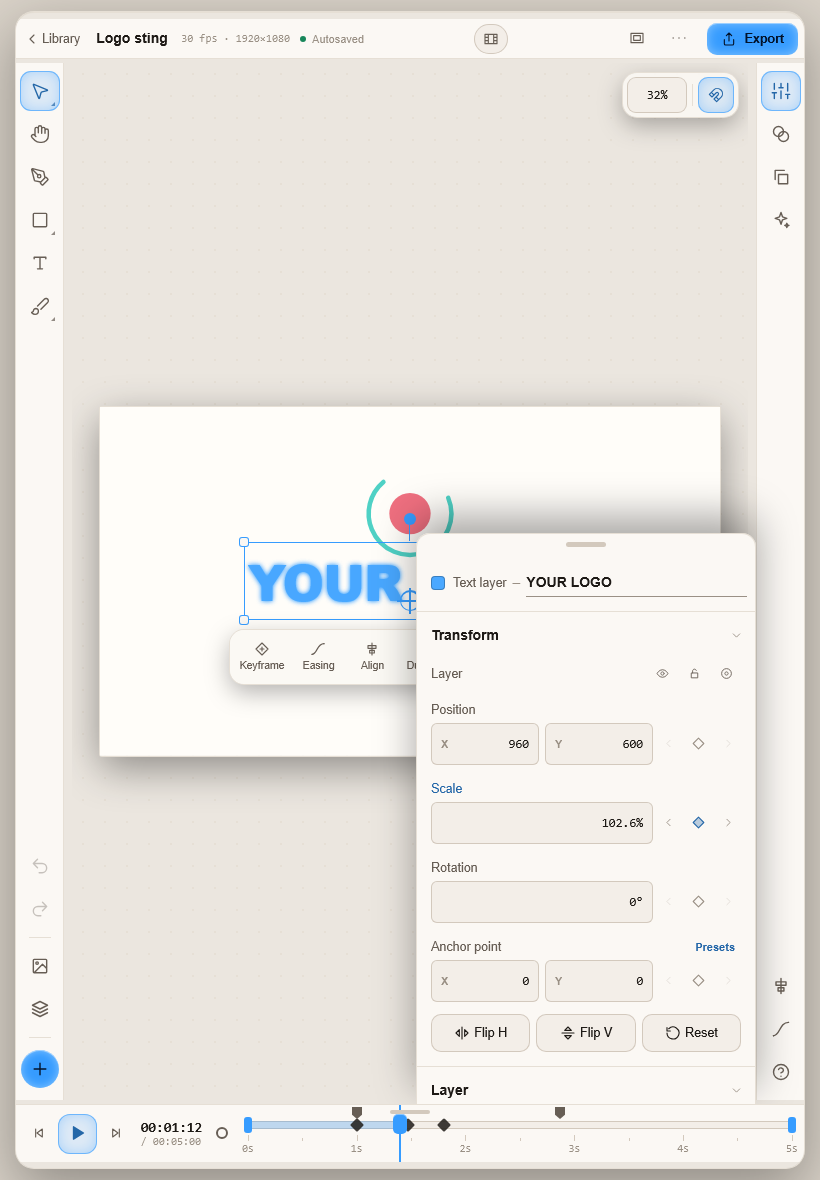 Library Logo sting 30 fps · 1920×1080 Autosaved Export
32%
YOUR
Keyframe Easing Align
Text layer – YOUR LOGO
Transform
Layer
Position
X 960 Y 600
Scale
102.6%
Rotation
0°
Anchor point Presets
X 0 Y 0
Flip H Flip V Reset
Layer
00:01:12
/ 00:05:00
0s 1s 2s 3s 4s 5s